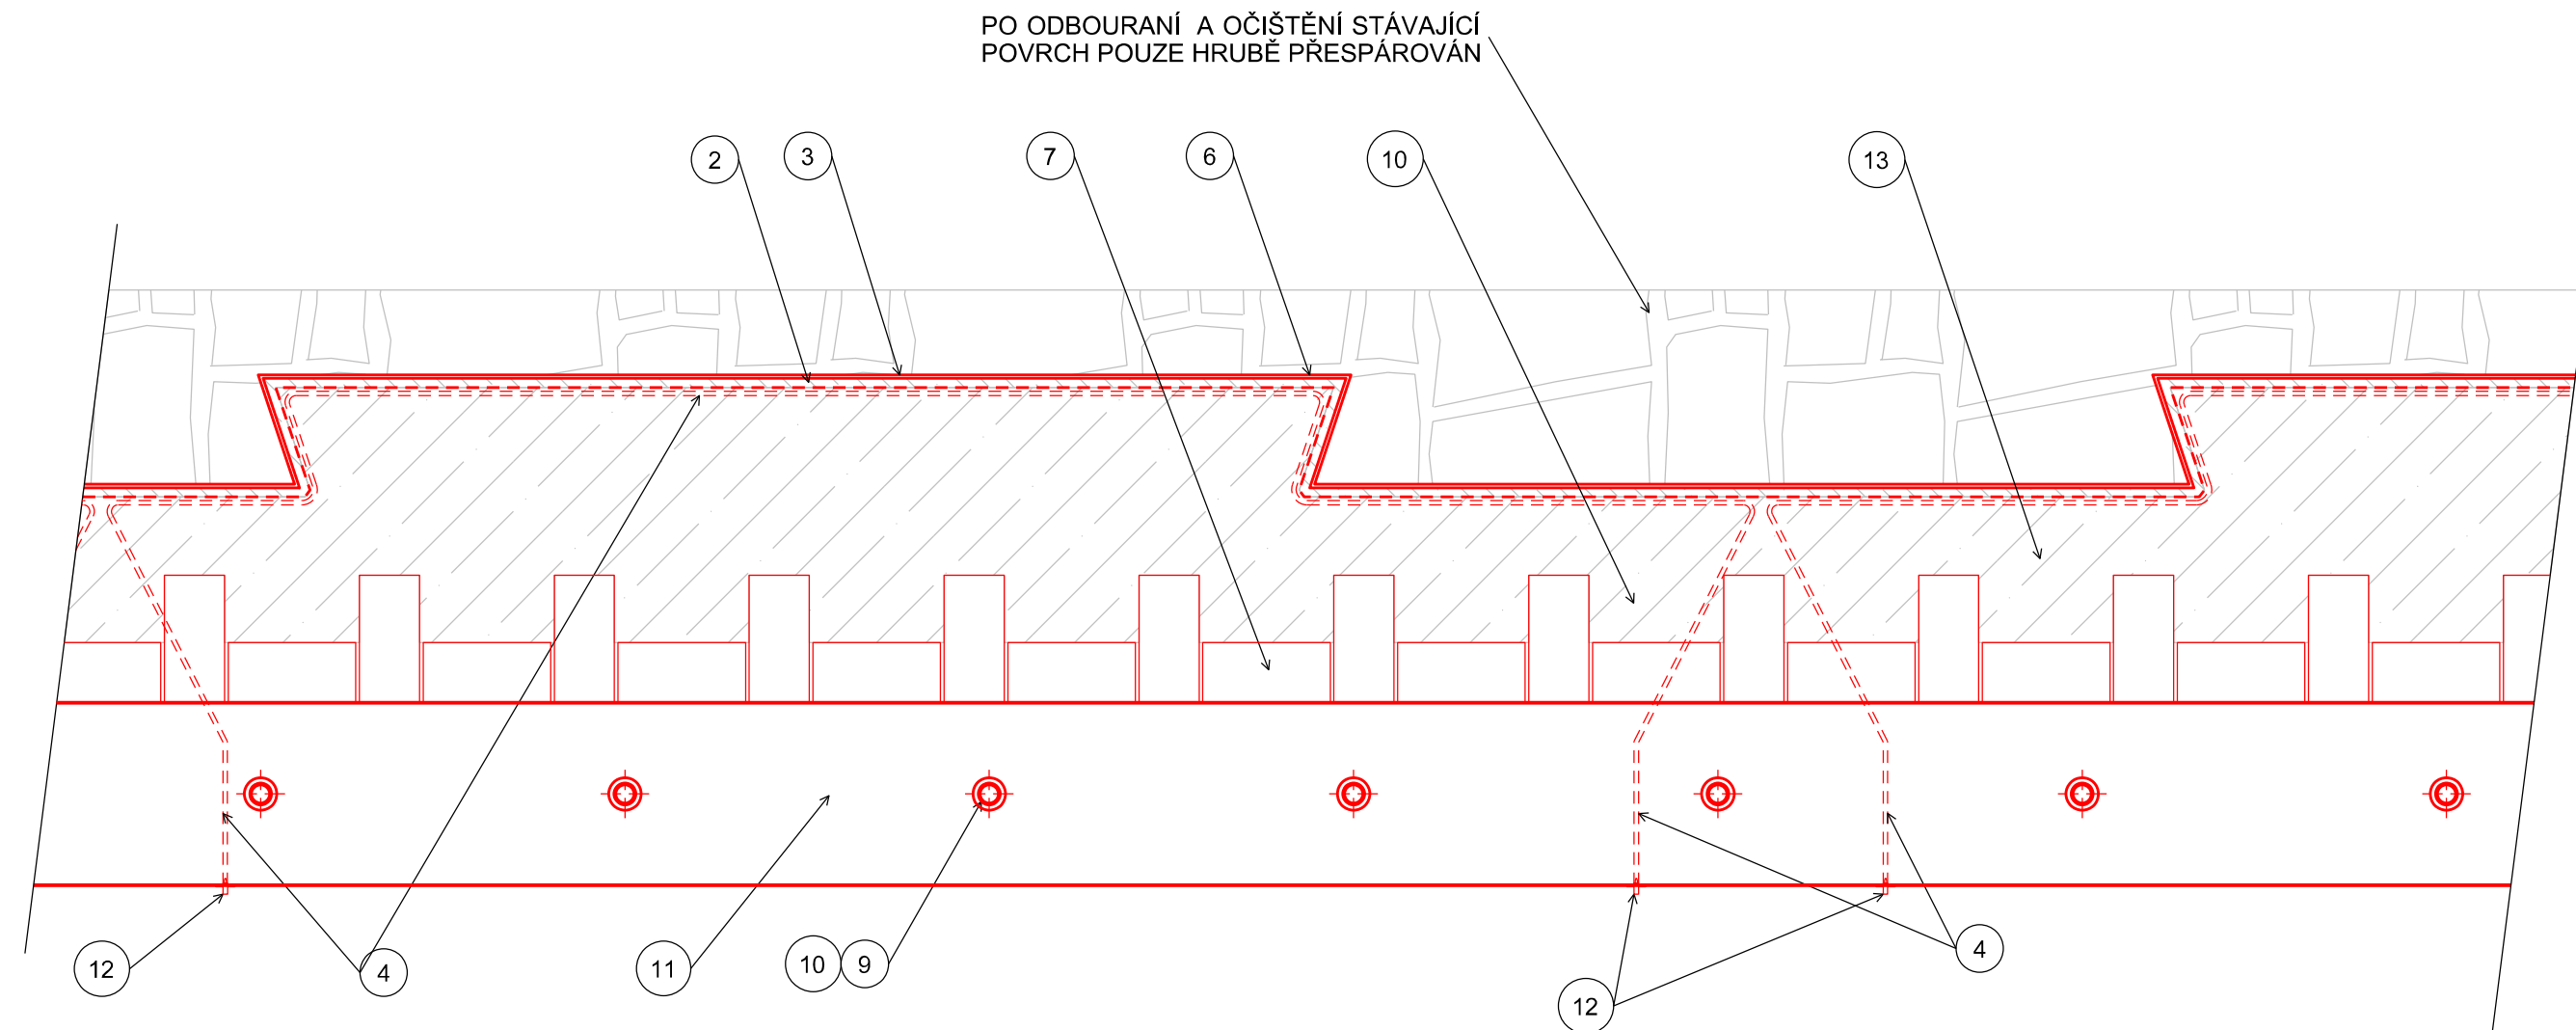 PO ODBOURANÍ A OČIŠTĚNÍ STÁVAJÍCÍ
POVRCH POUZE HRUBĚ PŘESPÁROVÁN
2 3 7 6 10 13
12 4 11 10 9 12 4